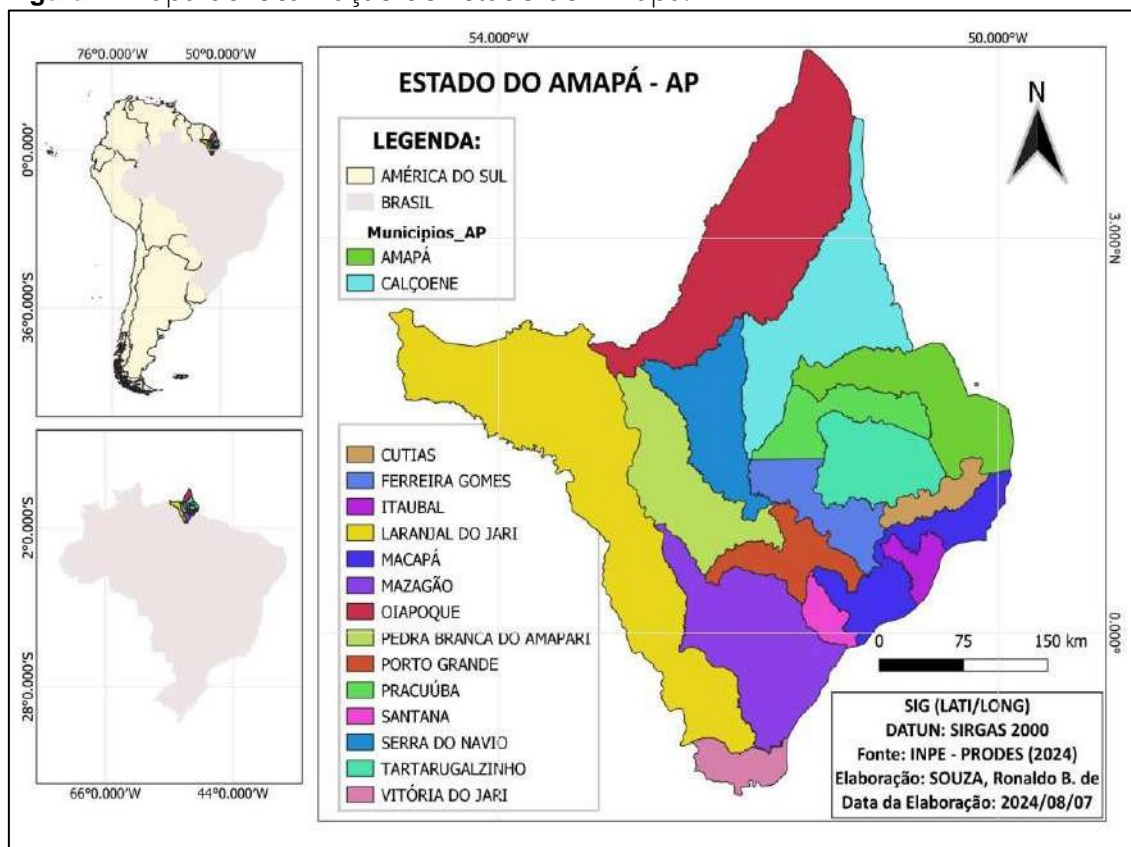 76°0.000'W
50°0.000'W
0°0.000'
36°0.000'S
2°0.000'S
28°0.000'S
66°0.000'W
44°0.000'W
54.000°W
50.000°W
ESTADO DO AMAPÁ - AP
LEGENDA:
AMÉRICA DO SUL
BRASIL
Municipios_AP
AMAPÁ
CALÇOENE
CUTIAS
FERREIRA GOMES
ITAUBAL
LARANJAL DO JARI
MACAPÁ
MAZAGÃO
OIAPOQUE
PEDRA BRANCA DO AMAPARI
PORTO GRANDE
PRACUÚBA
SANTANA
SERRA DO NAVIO
TARTARUGALZINHO
VITÓRIA DO JARI
N
3.000°N
0.000°
0 75 150 km
SIG (LATI/LONG)
DATUN: SIRGAS 2000
Fonte: INPE - PRODES (2024)
Elaboração: SOUZA, Ronaldo B. de
Data da Elaboração: 2024/08/07